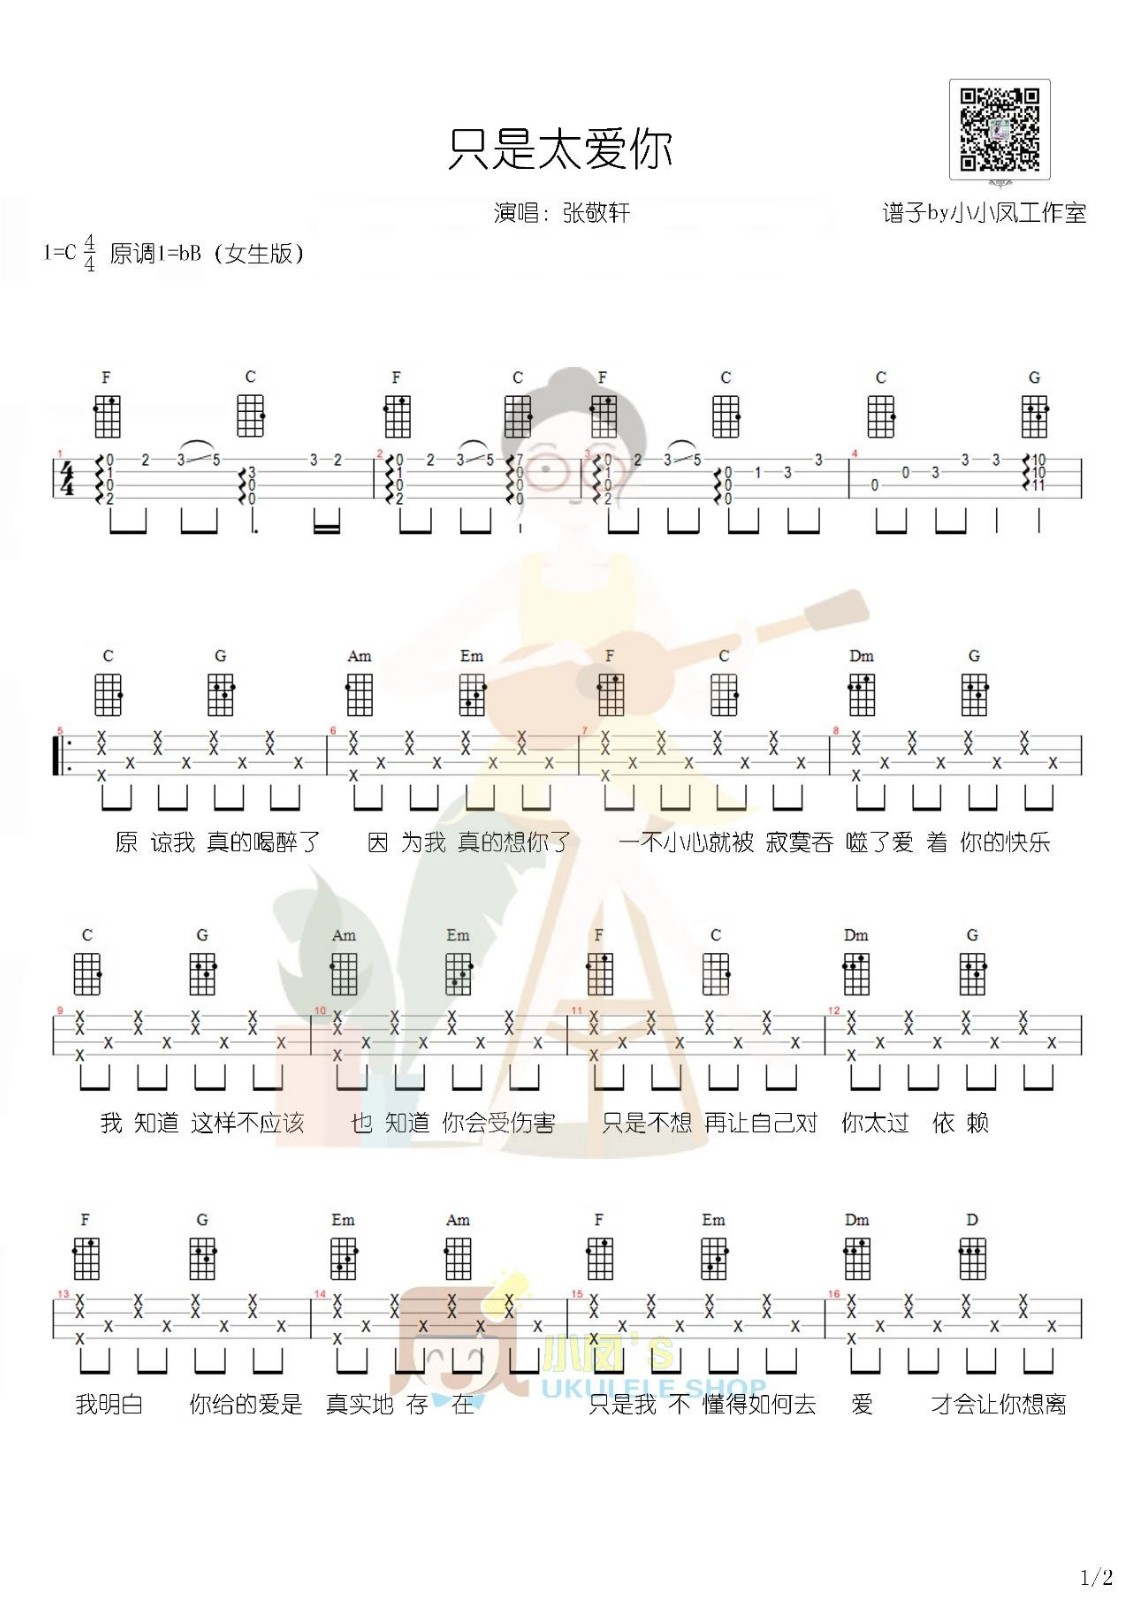 只是太爱你
演唱：张敬轩
谱子by小小凤工作室
1=C 4/4 原调1=bB（女生版）
F C F C F C C G
1 2 3 4
4/4
0 2 3 5 3 3 2 0 2 3 5 7 0 2 3 5 3 3 3 10
1 1 0 1 0 1 3 0 3 10
0 0 0 0 0 0 0 11
2 0 2 0 2 0
C G Am Em F C Dm G
5 6 7 8
原 谅我 真的喝醉了 因 为我 真的想你了 一不小心就被 寂寞吞 噬了爱 着 你的快乐
C G Am Em F C Dm G
9 10 11 12
我 知道 这样不应该 也 知道 你会受伤害 只是不想 再让自己对 你太过 依 赖
F G Em Am F Em Dm D
13 14 15 16
小凤's
UKULELE SHOP
我明白 你给的爱是 真实地 存 在 只是我 不 懂得如何去 爱 才会让你想离
1/2